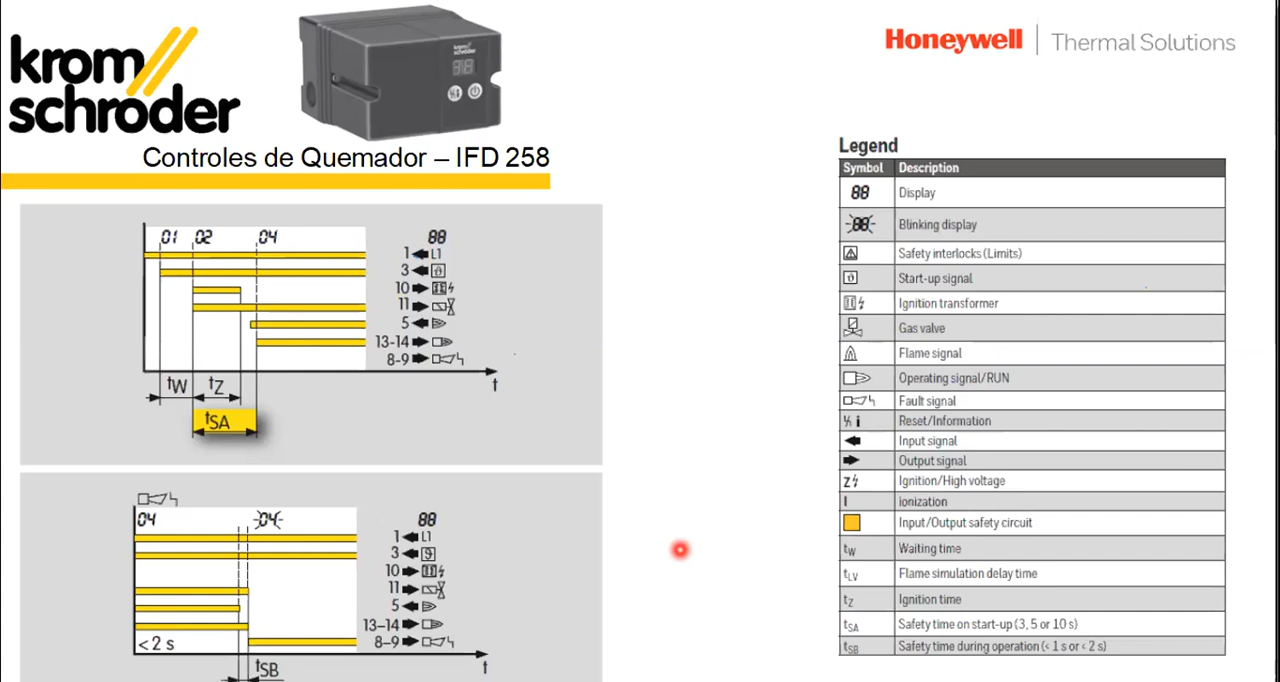 krom
schroder
krom
schroder
88
Honeywell | Thermal Solutions
Controles de Quemador – IFD 258
01 02 04 88
1 L1
3
10
11
5
13-14
8-9
t
tW tZ
tSA
04 04 88
1 L1
3
10
11
5
13–14
<2 s 8–9
t
tSB
Legend
Symbol Description
88 Display
88 Blinking display
Safety interlocks (Limits)
Start-up signal
Ignition transformer
Gas valve
Flame signal
Operating signal/RUN
Fault signal
Reset/Information
Input signal
Output signal
Z Ignition/High voltage
I ionization
Input/Output safety circuit
tW Waiting time
tLV Flame simulation delay time
tZ Ignition time
tSA Safety time on start-up (3, 5 or 10 s)
tSB Safety time during operation (< 1 s or < 2 s)